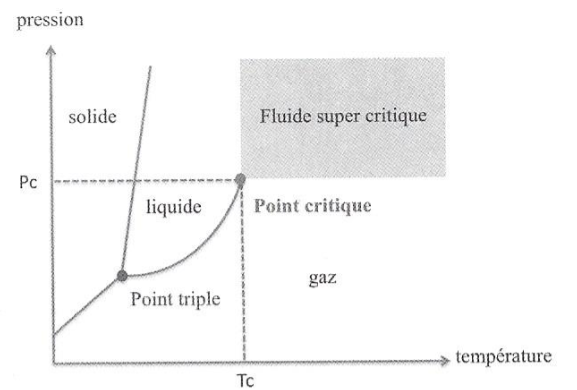 pression
solide
Fluide super critique
Pc
liquide
Point critique
Point triple
gaz
température
Tc